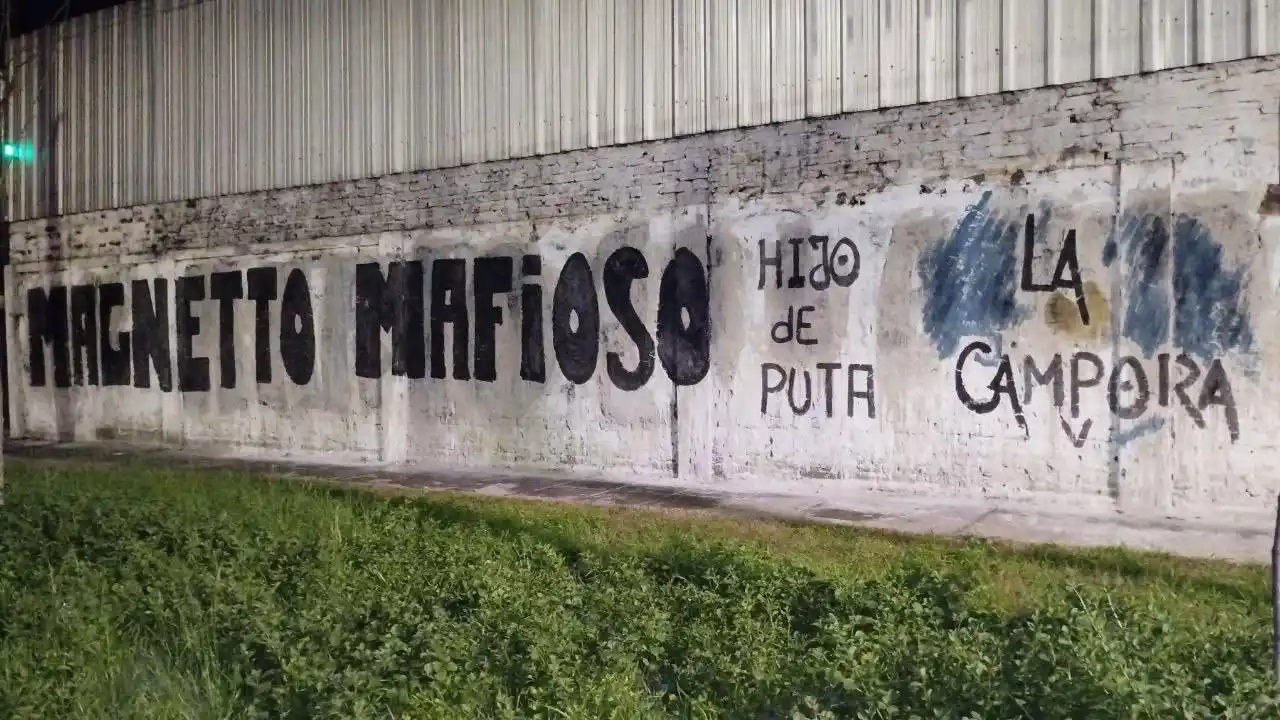 MAGNETTO MAFiOSO
HIJO
dE
PUTA
LA
CAMPORA